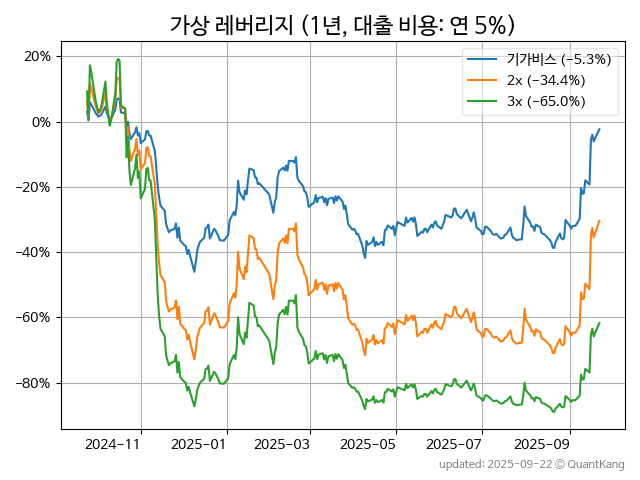 가상 레버리지 (1년, 대출 비용: 연 5%)
기가비스 (−5.3%)
2x (−34.4%)
3x (−65.0%)
20%
0%
−20%
−40%
−60%
−80%
2024-11 2025-01 2025-03 2025-05 2025-07 2025-09
updated: 2025-09-22 © QuantKang